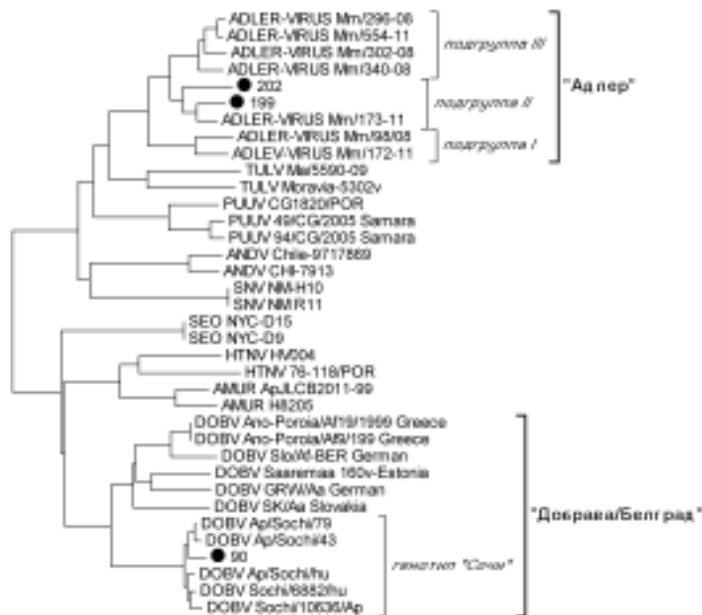 ADLER-VIRUS Mm/296-08
ADLER-VIRUS Mm/554-11
подгруппа III
ADLER-VIRUS Mm/302-08
ADLER-VIRUS Mm/340-08
202
"Адлер"
199
подгруппа II
ADLER-VIRUS Mm/173-11
ADLER-VIRUS Mm/98/08
подгруппа I
ADLEV-VIRUS Mm/172-11
TULV Ma/5590-09
TULV Moravia-5302v
PUUV CG1820/POR
PUUV 49/CG/2005 Samara
PUUV 94/CG/2005 Samara
ANDV Chile-9717869
ANDV CHI-7913
SNV NM-H10
SNV NM R11
SEO NYC-D15
SEO NYC-D9
HTNV HV004
HTNV 76-118/POR
AMUR ApJLCB2011-99
AMUR H8205
DOBV Ano-Poroia/Af19/1999 Greece
DOBV Ano-Poroia/Af9/199 Greece
DOBV Slo/Af-BER German
DOBV Saaremaa 160v-Estonia
DOBV GRW/Aa German
DOBV SK/Aa Slovakia
"Добрава/Белград"
DOBV Ap/Sochi/79
DOBV Ap/Sochi/43
90
генотип "Сочи"
DOBV Ap/Sochi/hu
DOBV Sochi/6882/hu
DOBV Sochi/10636/Ap